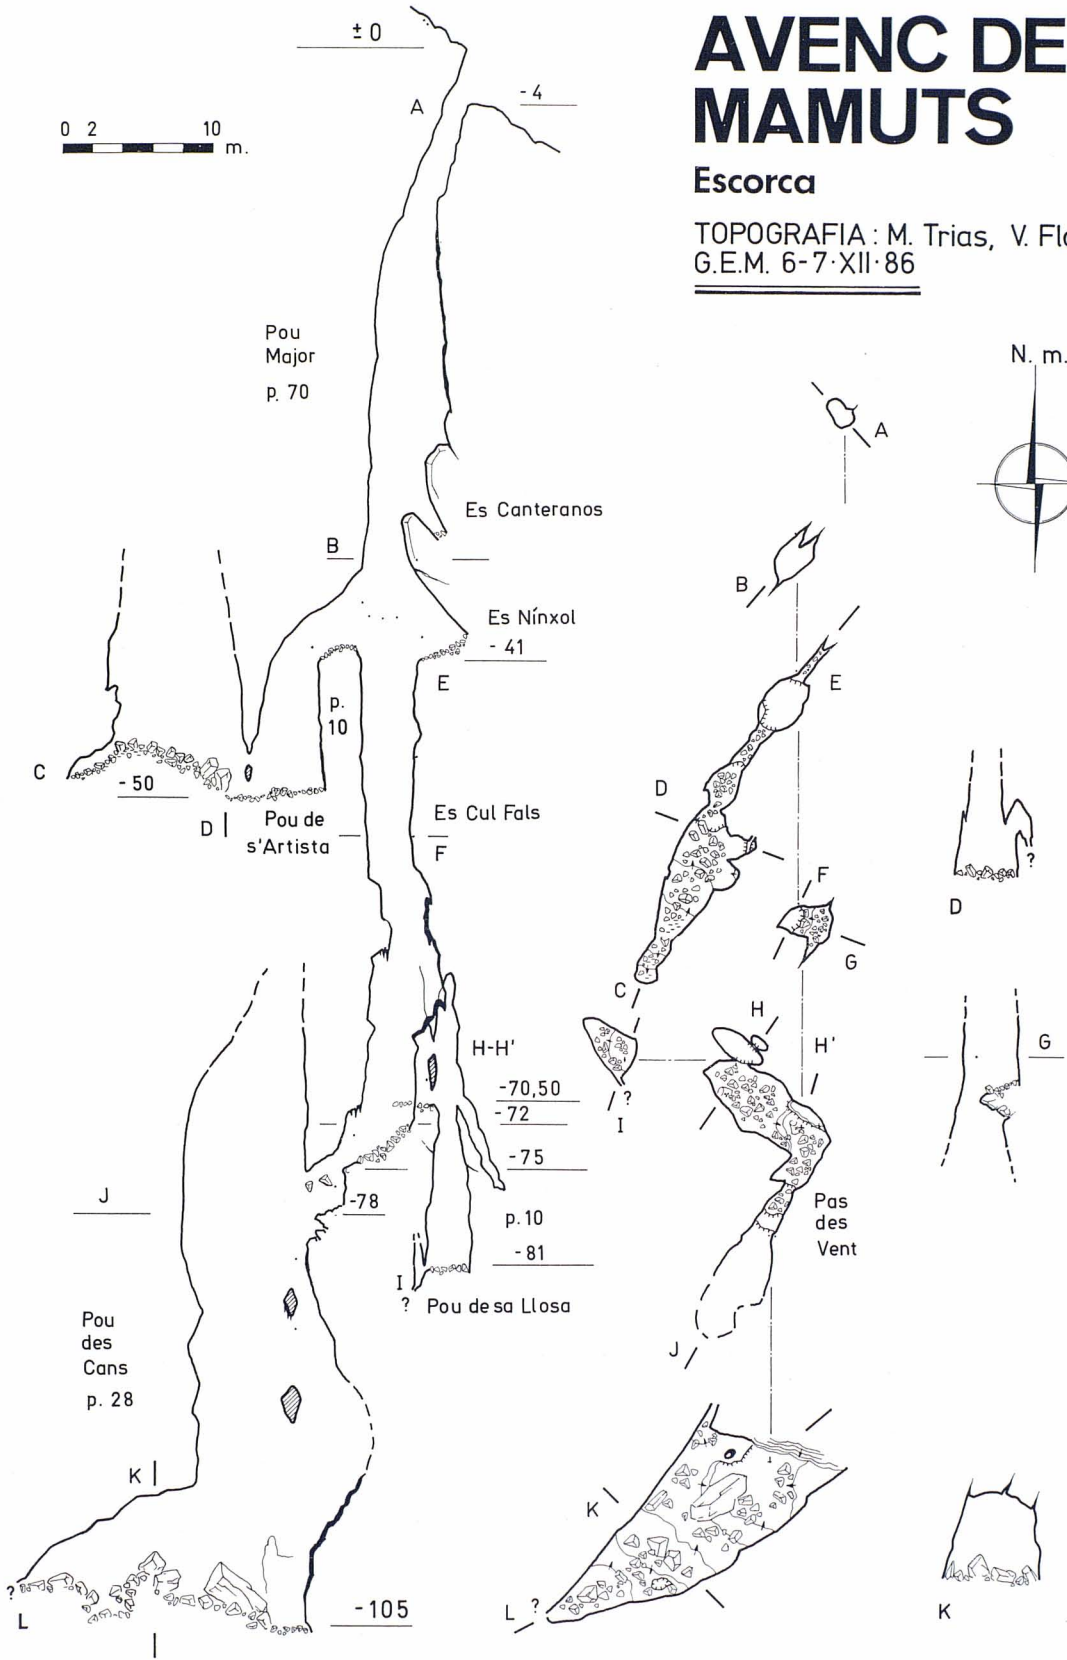 AVENC DE
MAMUTS
Escorca
TOPOGRAFIA : M. Trias, V.
G.E.M. 6-7·XII·86
± 0
A
- 4
0 2 10
m.
Pou
Major
p. 70
N. m.
A
Es Canteranos
B
B
Es Nínxol
- 41
E
E
p.
10
C
- 50
D
Pou de
s'Artista
Es Cul Fals
F
D
F
G
C
D
H
H'
G
I
?
?
H-H'
-70,50
-72
-75
-78
J
p.10
-81
I
?
Pou de sa Llosa
Pas
des
Vent
J
Pou
des
Cans
p. 28
K
K
?
L
-105
L ?
K